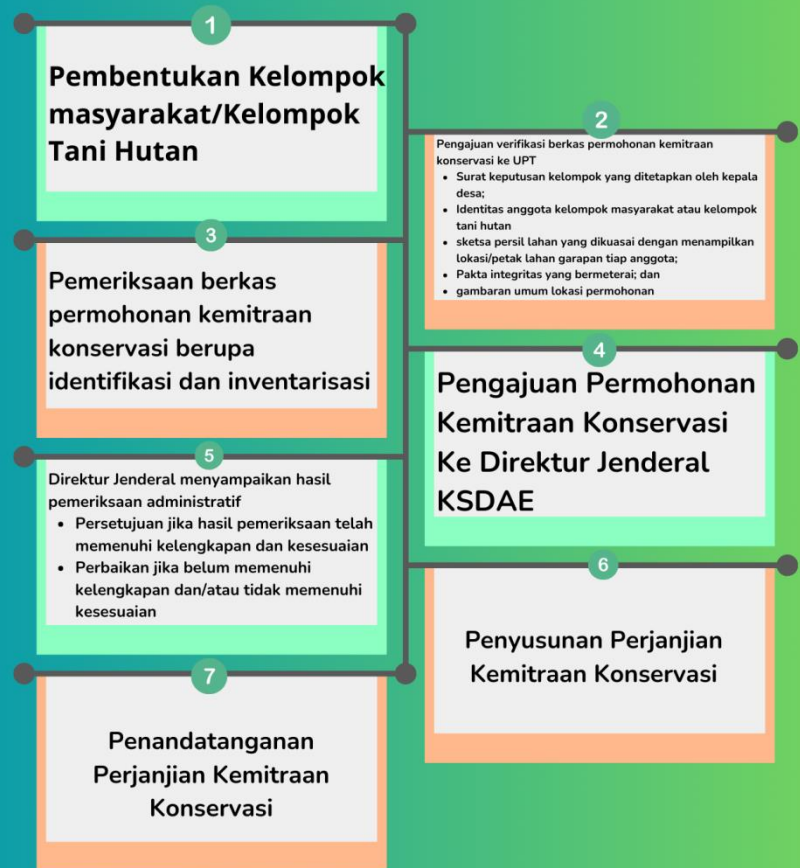 1
Pembentukan Kelompok
masyarakat/Kelompok
Tani Hutan
2
Pengajuan verifikasi berkas permohonan kemitraan
konservasi ke UPT
• Surat keputusan kelompok yang ditetapkan oleh kepala
desa;
• Identitas anggota kelompok masyarakat atau kelompok
tani hutan
• sketsa persil lahan yang dikuasai dengan menampilkan
lokasi/petak lahan garapan tiap anggota;
• Pakta integritas yang bermeterai; dan
• gambaran umum lokasi permohonan
3
Pemeriksaan berkas
permohonan kemitraan
konservasi berupa
identifikasi dan inventarisasi
4
Pengajuan Permohonan
Kemitraan Konservasi
Ke Direktur Jenderal
KSDAE
5
Direktur Jenderal menyampaikan hasil
pemeriksaan administratif
• Persetujuan jika hasil pemeriksaan telah
memenuhi kelengkapan dan kesesuaian
• Perbaikan jika belum memenuhi
kelengkapan dan/atau tidak memenuhi
kesesuaian
6
Penyusunan Perjanjian
Kemitraan Konservasi
7
Penandatanganan
Perjanjian Kemitraan
Konservasi